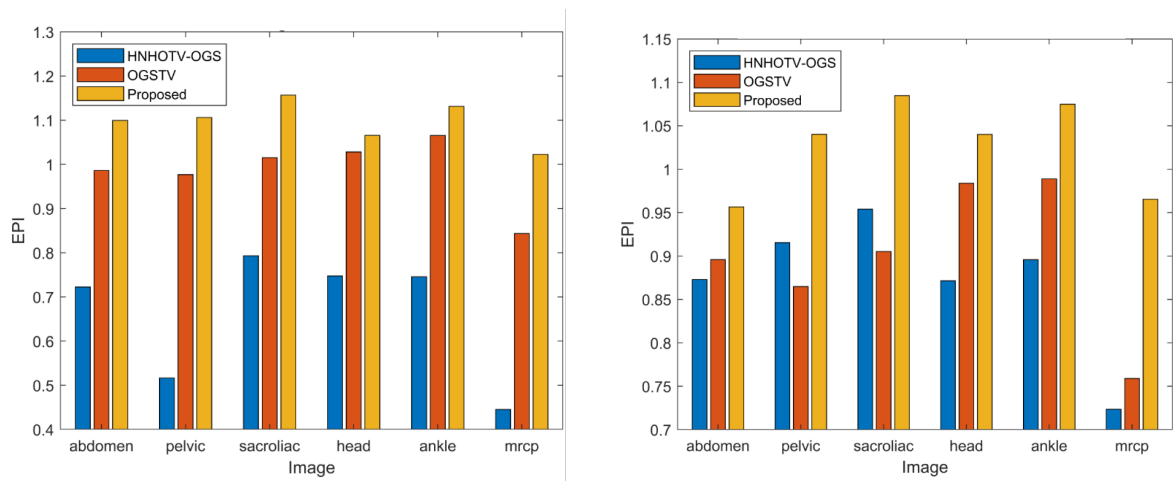 1.3
1.2
1.1
1
0.9
0.8
0.7
0.6
0.5
0.4
EPI
HNHOTV-OGS
OGSTV
Proposed
abdomen pelvic sacroliac head ankle mrcp
Image
1.15
1.1
1.05
1
0.95
0.9
0.85
0.8
0.75
0.7
EPI
HNHOTV-OGS
OGSTV
Proposed
abdomen pelvic sacroliac head ankle mrcp
Image